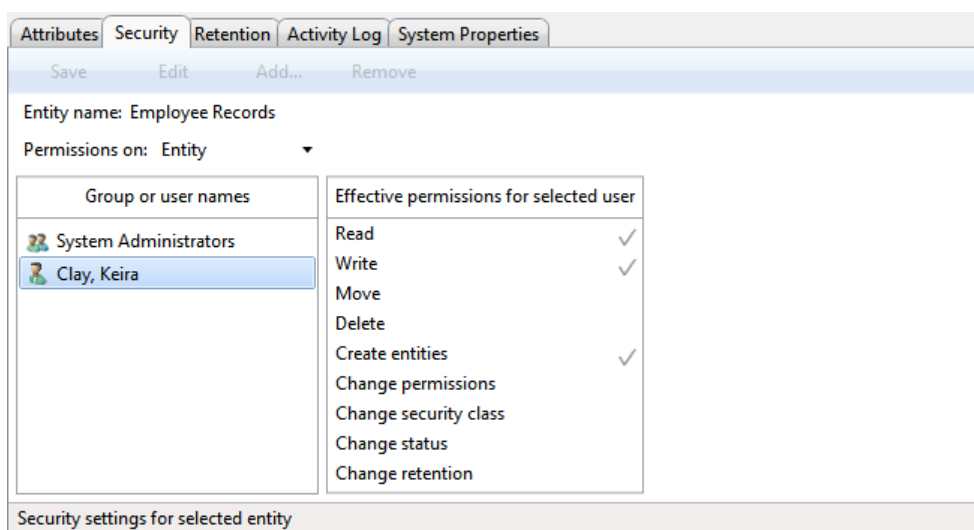 Attributes Security Retention Activity Log System Properties
Save Edit Add... Remove
Entity name: Employee Records
Permissions on: Entity
Group or user names
System Administrators
Clay, Keira
Effective permissions for selected user
Read
Write
Move
Delete
Create entities
Change permissions
Change security class
Change status
Change retention
Security settings for selected entity